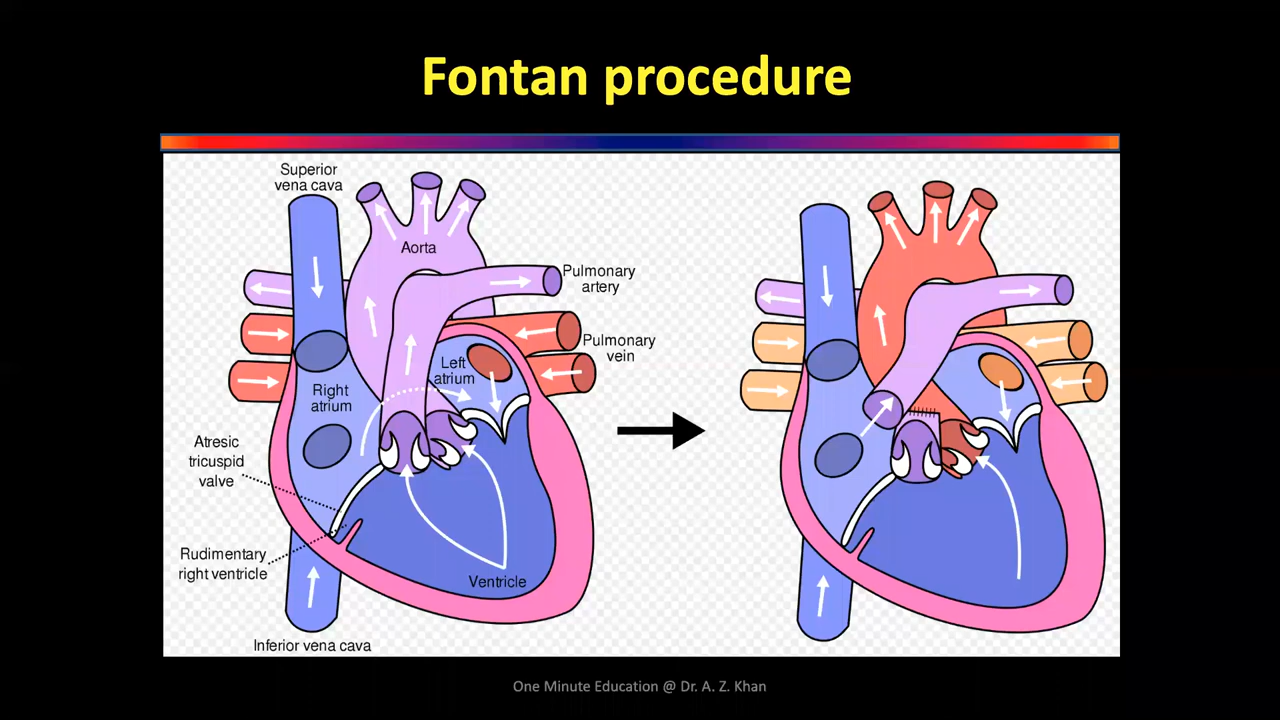 Fontan procedure
Superior
vena cava
Aorta
Pulmonary
artery
Pulmonary
vein
Left
atrium
Right
atrium
Atresic
tricuspid
valve
Rudimentary
right ventricle
Ventricle
Inferior vena cava
One Minute Education @ Dr. A. Z. Khan